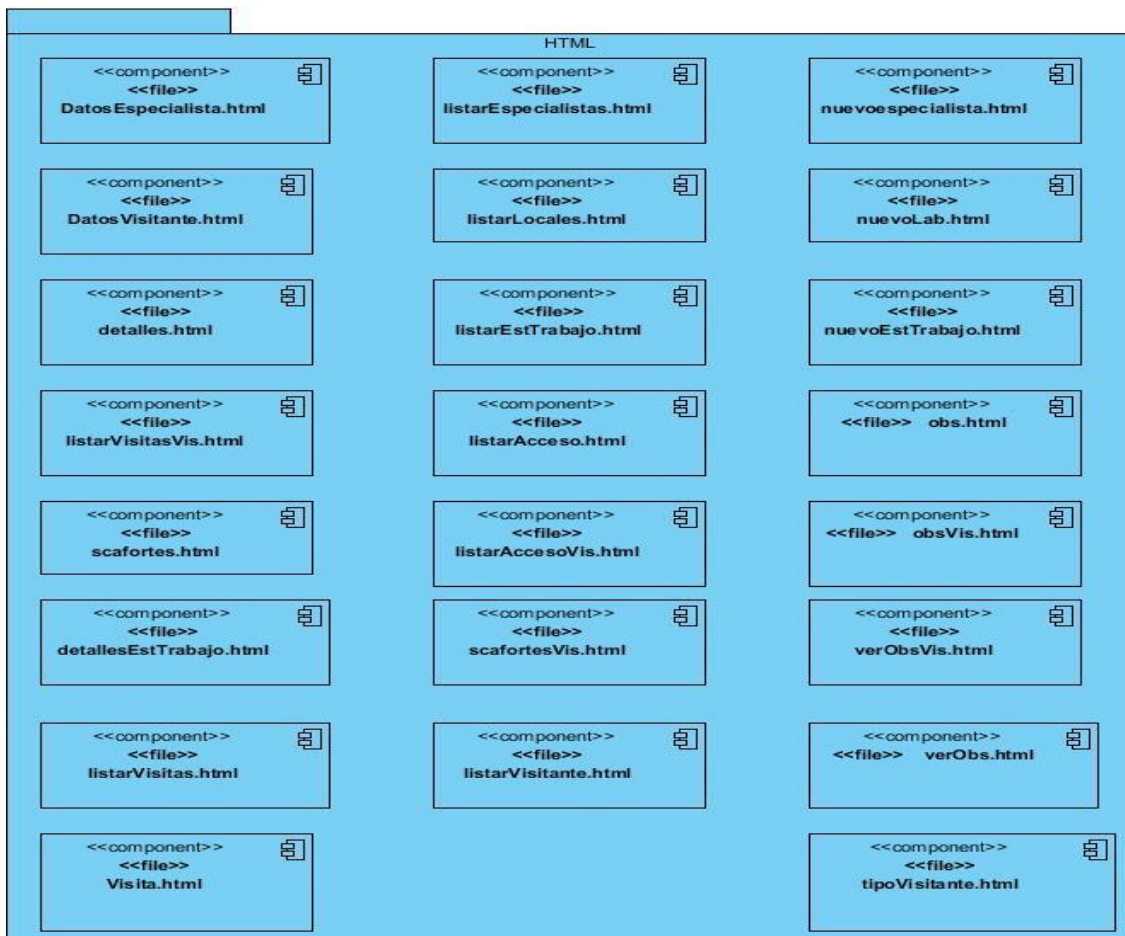 HTML
<<component>>
<<file>>
DatosEspecialista.html
<<component>>
<<file>>
listarEspecialistas.html
<<component>>
<<file>>
nuevoespecialista.html
<<component>>
<<file>>
DatosVisitante.html
<<component>>
<<file>>
listarLocales.html
<<component>>
<<file>>
nuevoLab.html
<<component>>
<<file>>
detalles.html
<<component>>
<<file>>
listarEstTrabajo.html
<<component>>
<<file>>
nuevoEstTrabajo.html
<<component>>
<<file>>
listarVisitasVis.html
<<component>>
<<file>>
listarAcceso.html
<<component>>
<<file>> obs.html
<<component>>
<<file>>
scafortes.html
<<component>>
<<file>>
listarAccesoVis.html
<<component>>
<<file>> obsVis.html
<<component>>
<<file>>
detallesEstTrabajo.html
<<component>>
<<file>>
scafortesVis.html
<<component>>
<<file>>
verObsVis.html
<<component>>
<<file>>
listarVisitas.html
<<component>>
<<file>>
listarVisitante.html
<<component>>
<<file>> verObs.html
<<component>>
<<file>>
Visita.html
<<component>>
<<file>>
tipoVisitante.html